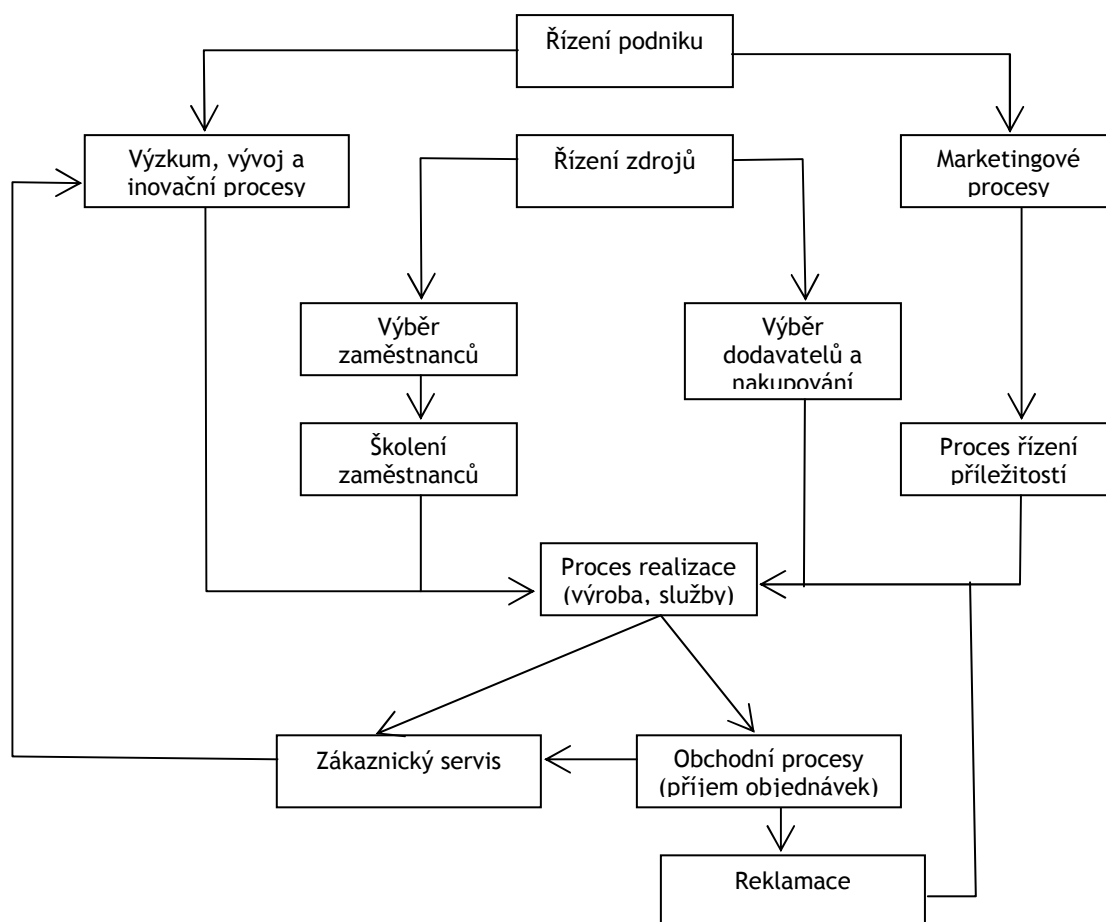 Řízení podniku
Výzkum, vývoj a
inovační procesy
Řízení zdrojů
Marketingové
procesy
Výběr
zaměstnanců
Výběr
dodavatelů a
nakupování
Školení
zaměstnanců
Proces řízení
příležitostí
Proces realizace
(výroba, služby)
Zákaznický servis
Obchodní procesy
(příjem objednávek)
Reklamace